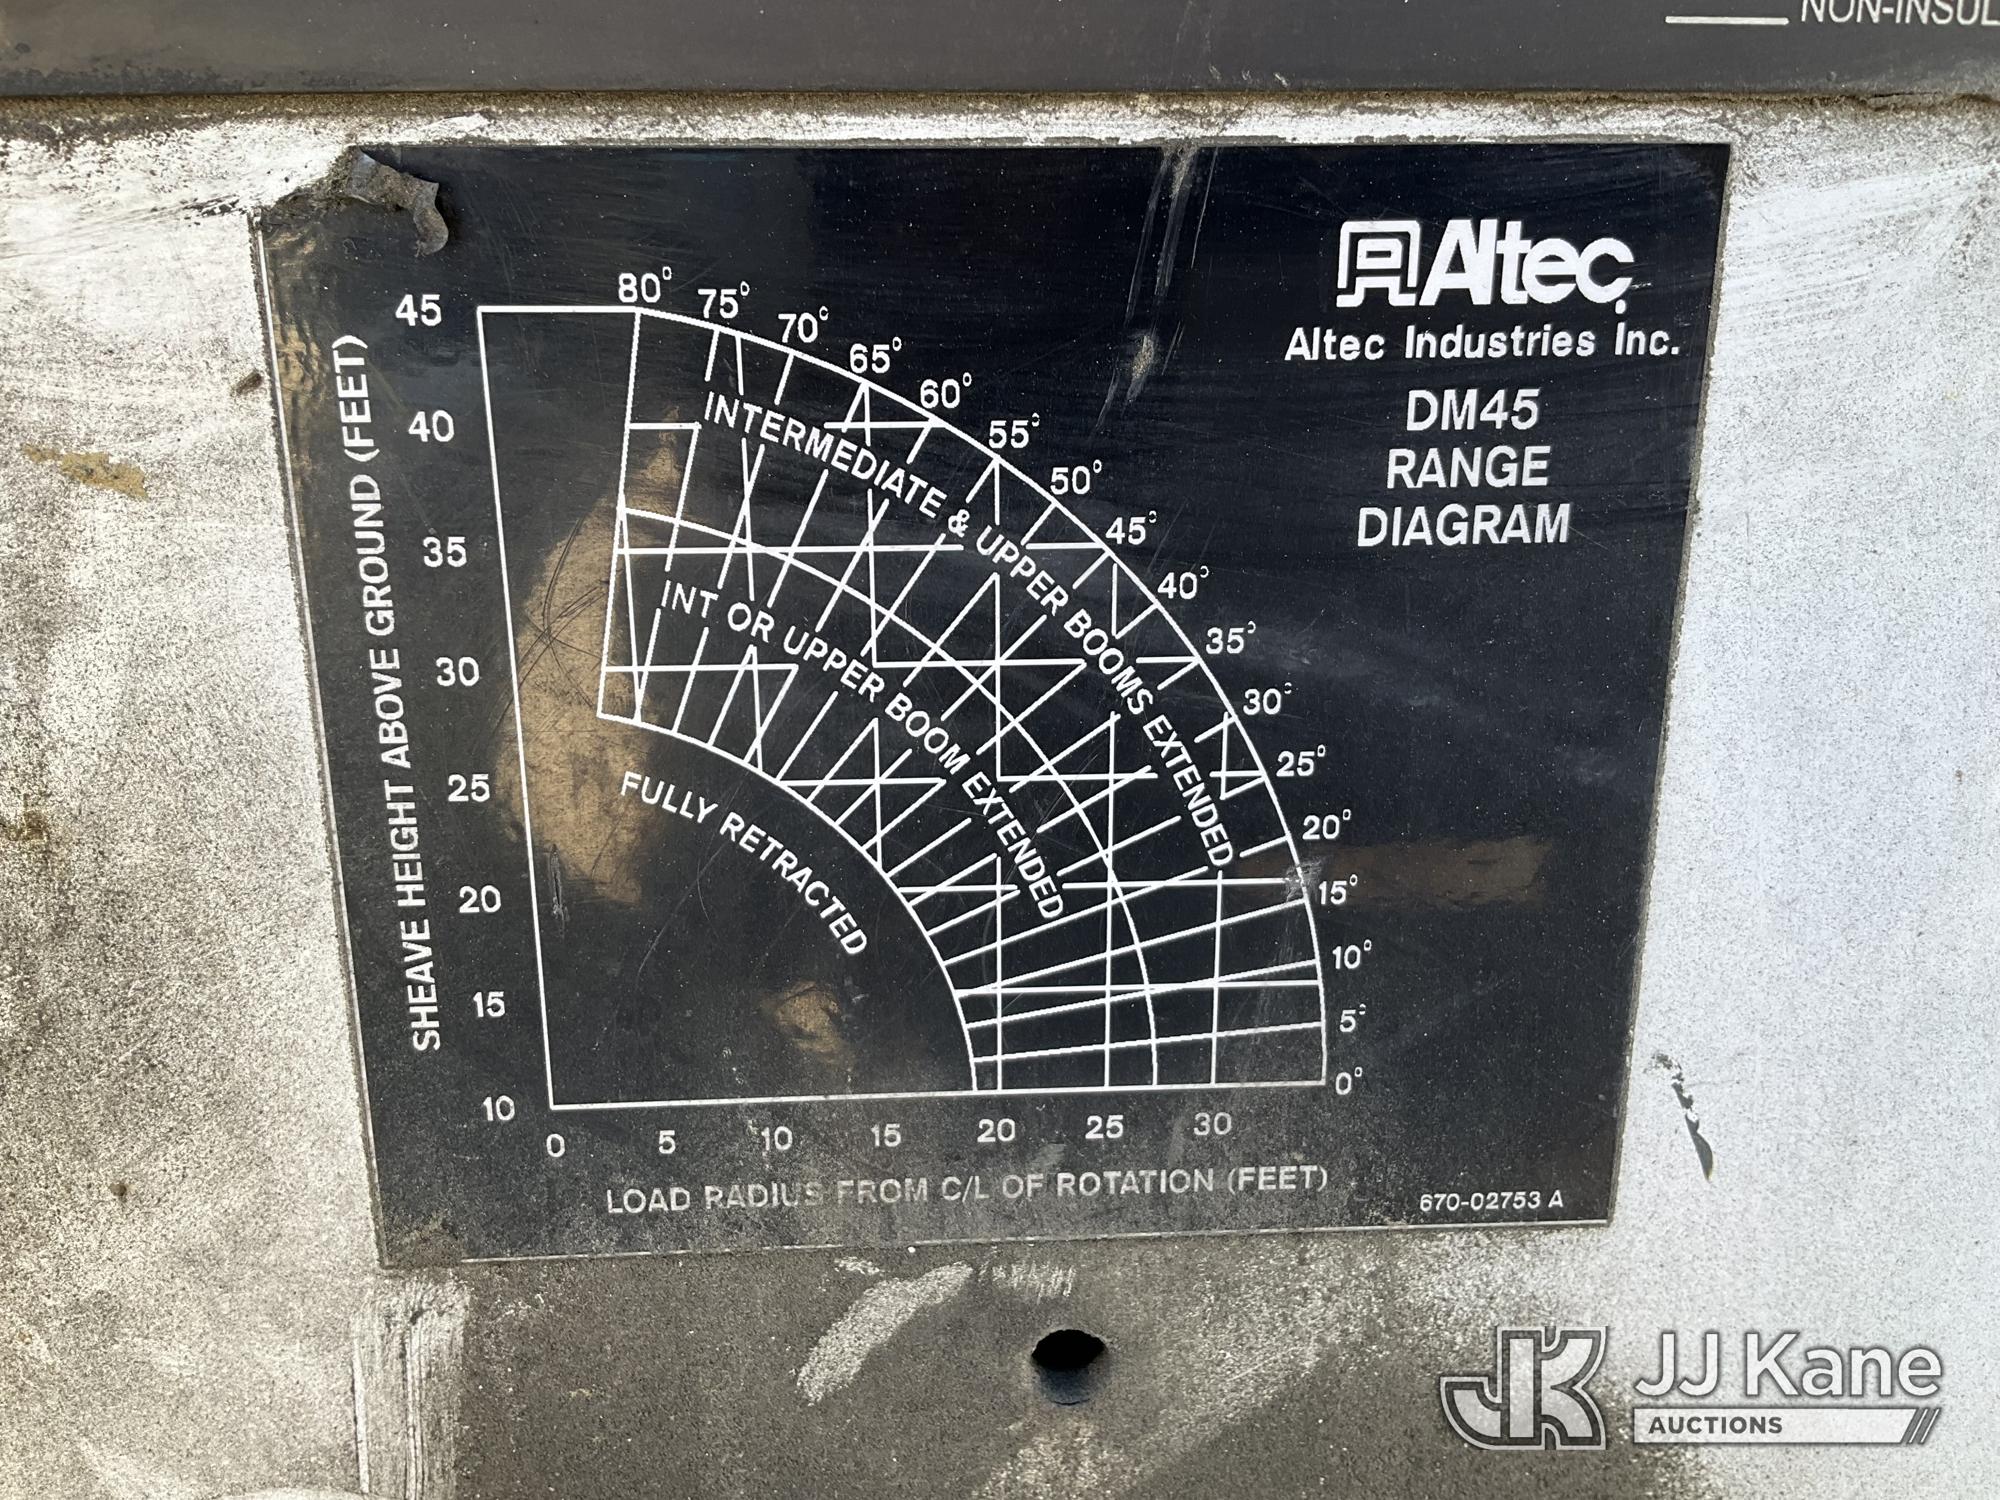 NON-INSUL
Altec
Altec Industries Inc.
DM45
RANGE
DIAGRAM
SHEAVE HEIGHT ABOVE GROUND (FEET)
45
40
35
30
25
20
15
10
80°
75°
70°
65°
60°
55°
50°
45°
40°
35°
30°
25°
20°
15°
10°
5°
0°
INTERMEDIATE & UPPER BOOMS EXTENDED
INT OR UPPER BOOM EXTENDED
FULLY RETRACTED
0 5 10 15 20 25 30
LOAD RADIUS FROM C/L OF ROTATION (FEET)
670-02753 A
JJ Kane
AUCTIONS